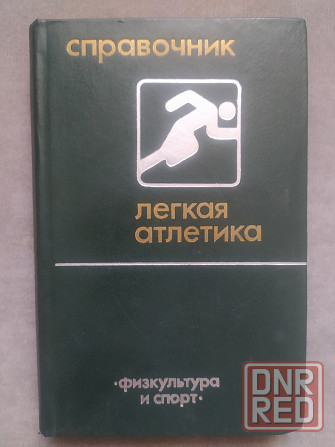 справочник
легкая
атлетика
·физкультура
и спорт·
DNR
RED